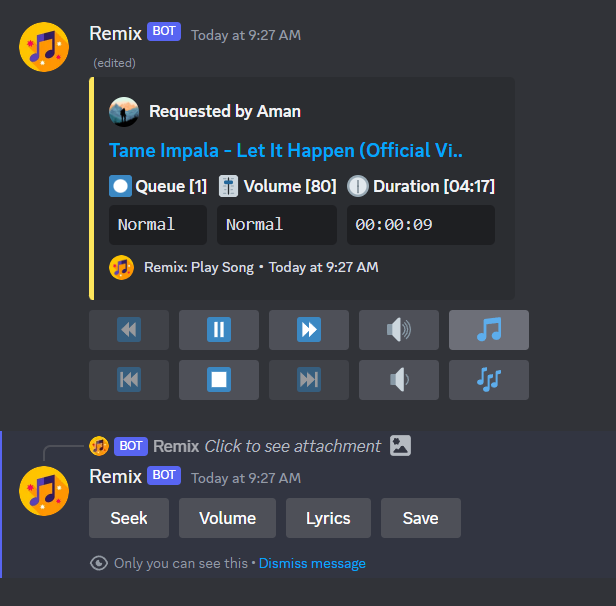 Remix BOT Today at 9:27 AM
(edited)
Requested by Aman
Tame Impala - Let It Happen (Official Vi..
Queue [1] Volume [80] Duration [04:17]
Normal Normal 00:00:09
Remix: Play Song • Today at 9:27 AM
BOT Remix Click to see attachment
Remix BOT Today at 9:27 AM
Seek Volume Lyrics Save
Only you can see this • Dismiss message